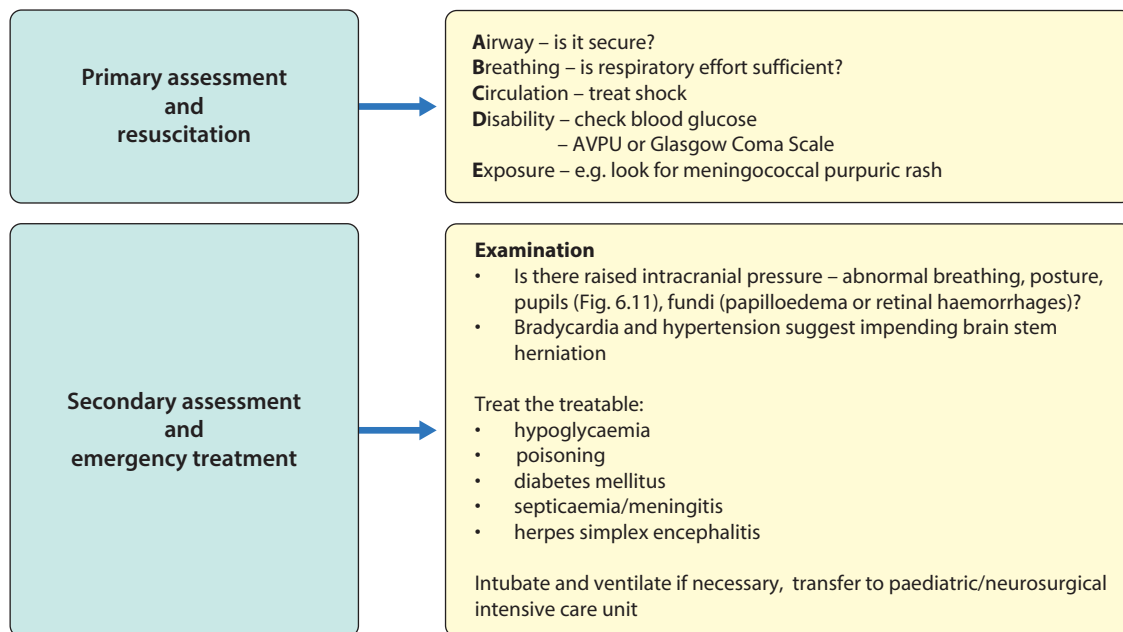 Primary assessment
and
resuscitation
Airway – is it secure?
Breathing – is respiratory effort sufficient?
Circulation – treat shock
Disability – check blood glucose
– AVPU or Glasgow Coma Scale
Exposure – e.g. look for meningococcal purpuric rash
Secondary assessment
and
emergency treatment
Examination
• Is there raised intracranial pressure – abnormal breathing, posture,
pupils (Fig. 6.11), fundi (papilloedema or retinal haemorrhages)?
• Bradycardia and hypertension suggest impending brain stem
herniation
Treat the treatable:
• hypoglycaemia
• poisoning
• diabetes mellitus
• septicaemia/meningitis
• herpes simplex encephalitis
Intubate and ventilate if necessary, transfer to paediatric/neurosurgical
intensive care unit